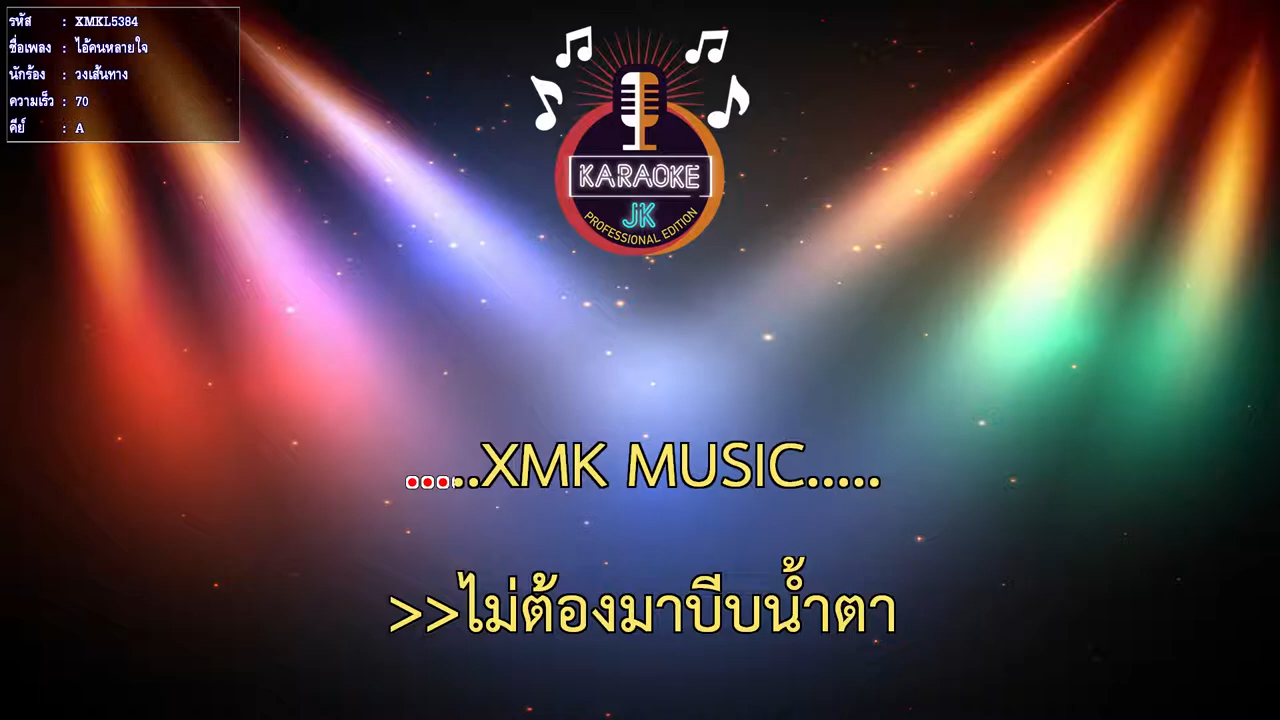 รหัส : XMKL5384
ชื่อเพลง : ไอ้คนหลายใจ
นักร้อง : วงเส้นทาง
ความเร็ว : 70
คีย์ : A
KARAOKE
JK
PROFESSIONAL EDITION
.....XMK MUSIC.....
>>ไม่ต้องมาบีบน้ำตา